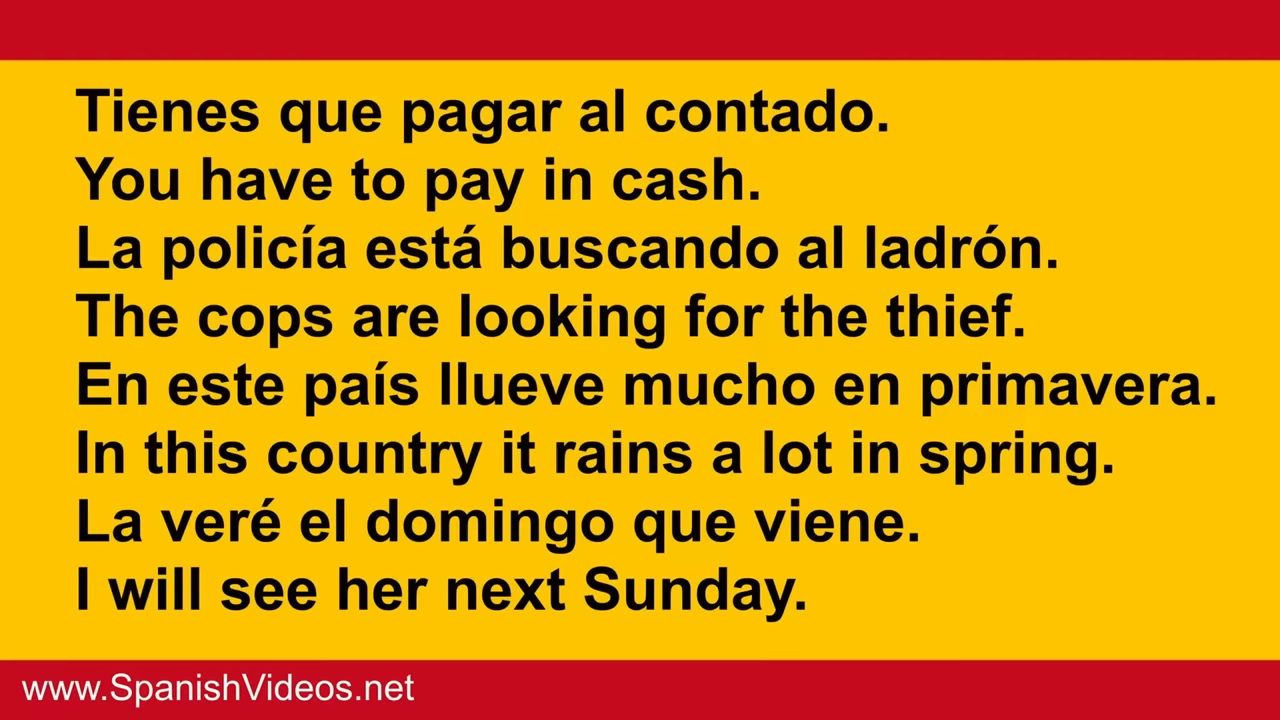 Tienes que pagar al contado.
You have to pay in cash.
La policía está buscando al ladrón.
The cops are looking for the thief.
En este país llueve mucho en primavera.
In this country it rains a lot in spring.
La veré el domingo que viene.
I will see her next Sunday.
www.SpanishVideos.net